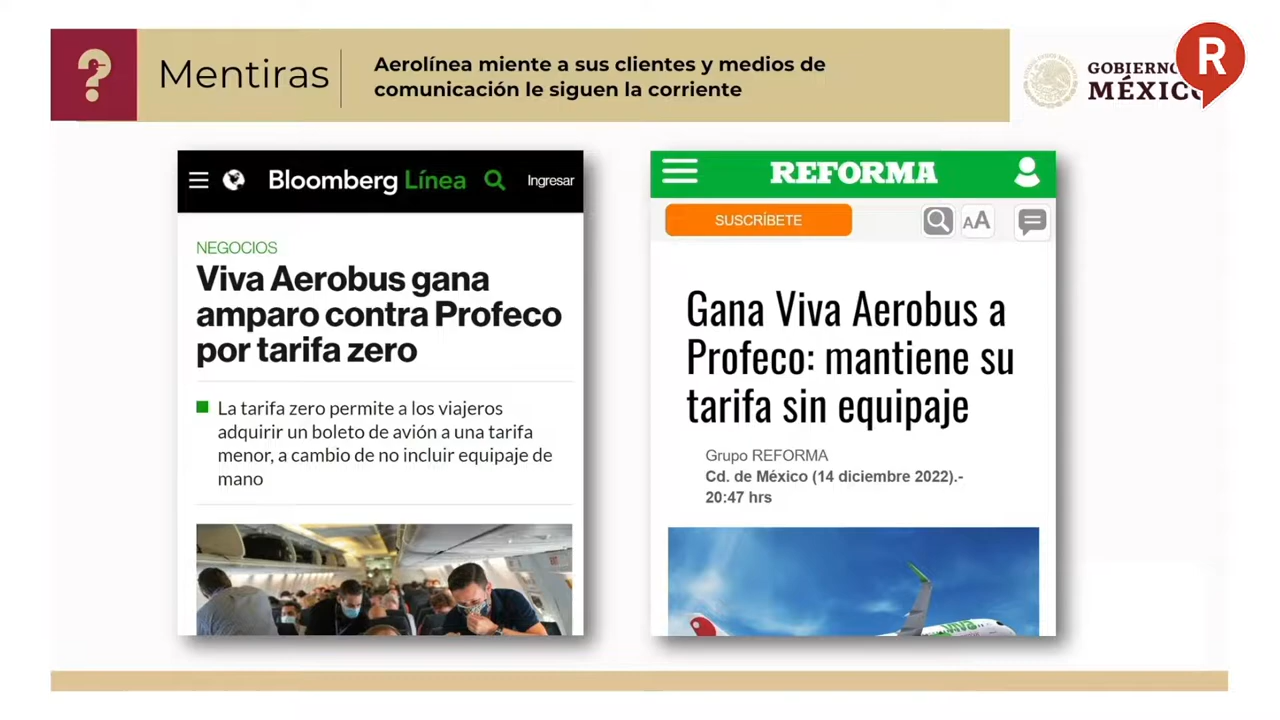 ?
Mentiras
Aerolínea miente a sus clientes y medios de
comunicación le siguen la corriente
GOBIERNO
MÉXICO
R
Bloomberg Línea
Ingresar
NEGOCIOS
Viva Aerobus gana
amparo contra Profeco
por tarifa zero
La tarifa zero permite a los viajeros
adquirir un boleto de avión a una tarifa
menor, a cambio de no incluir equipaje de
mano
REFORMA
SUSCRÍBETE
AA
Gana Viva Aerobus a
Profeco: mantiene su
tarifa sin equipaje
Grupo REFORMA
Cd. de México (14 diciembre 2022).-
20:47 hrs
viva